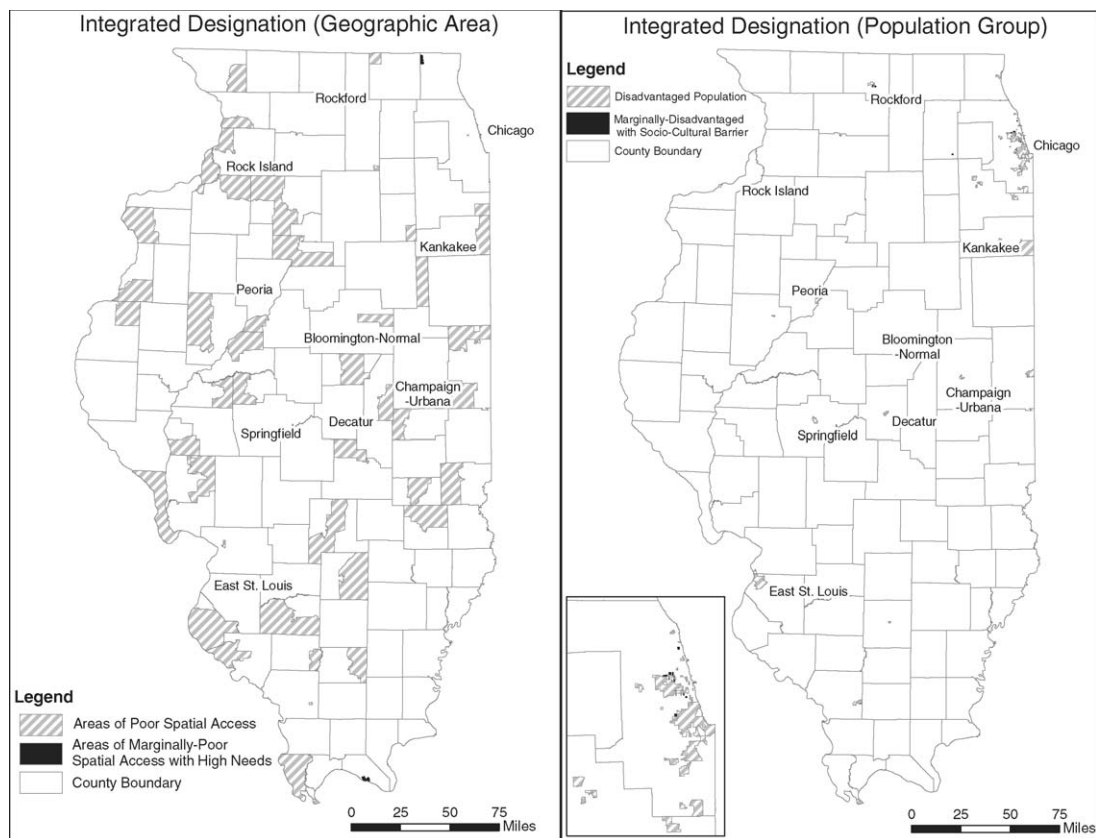 Integrated Designation (Geographic Area)
Rockford
Chicago
Rock Island
Kankakee
Peoria
Bloomington-Normal
Champaign
-Urbana
Decatur
Springfield
East St. Louis
Legend
Areas of Poor Spatial Access
Areas of Marginally-Poor
Spatial Access with High Needs
County Boundary
0 25 50 75
Miles
Integrated Designation (Population Group)
Legend
Disadvantaged Population
Marginally-Disadvantaged
with Socio-Cultural Barrier
County Boundary
Rockford
Chicago
Rock Island
Kankakee
Peoria
Bloomington
-Normal
Champaign
-Urbana
Springfield
Decatur
East St. Louis
0 25 50 75
Miles